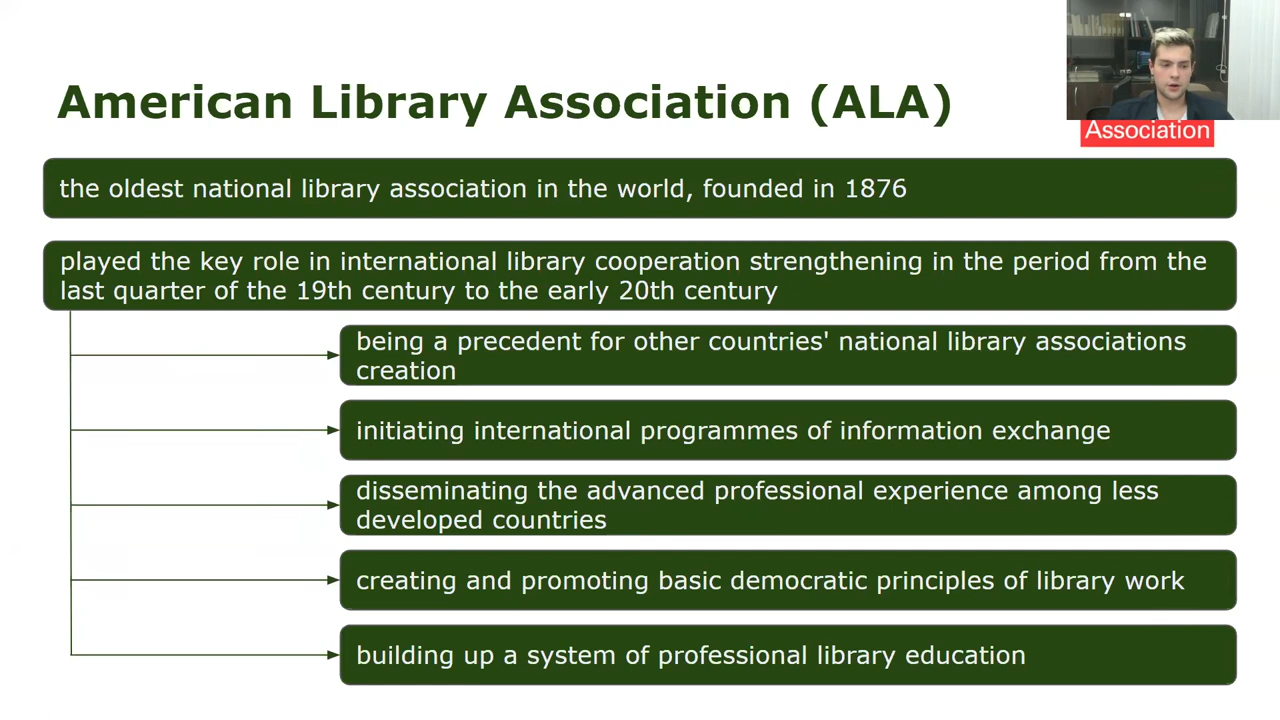 American Library Association (ALA)
Association
the oldest national library association in the world, founded in 1876
played the key role in international library cooperation strengthening in the period from the
last quarter of the 19th century to the early 20th century
being a precedent for other countries' national library associations
creation
initiating international programmes of information exchange
disseminating the advanced professional experience among less
developed countries
creating and promoting basic democratic principles of library work
building up a system of professional library education